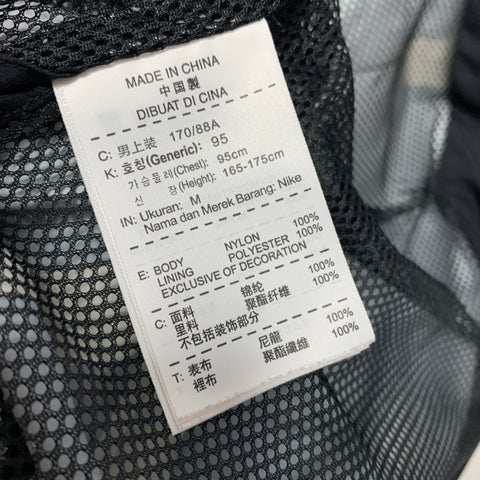 MADE IN CHINA
中国製
DIBUAT DI CINA
C: 男上装 170/88A
K: 호칭(Generic): 95
가슴둘레(Chest): 95cm
신 장(Height): 165-175cm
IN: Ukuran: M
Nama dan Merek Barang: Nike
E: BODY NYLON 100%
LINING POLYESTER 100%
EXCLUSIVE OF DECORATION
C: 面料 锦纶 100%
里料 聚酯纤维 100%
不包括装饰部分
T: 表布 尼龍 100%
裡布 聚酯纖維 100%